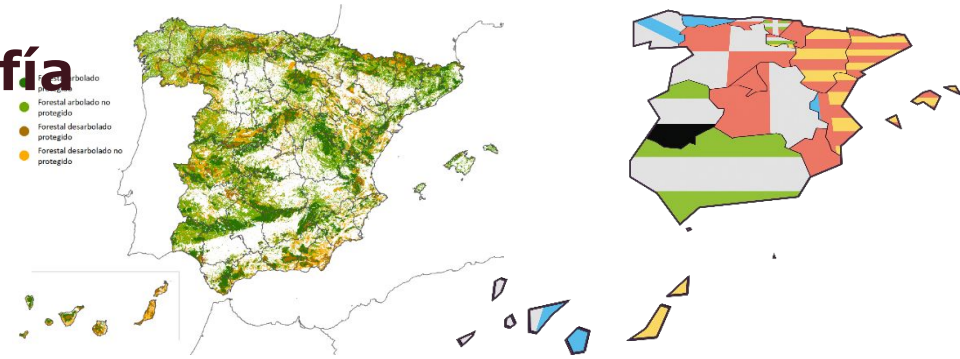 fía
Forestal arbolado
protegido
Forestal arbolado no
protegido
Forestal desarbolado
protegido
Forestal desarbolado no
protegido